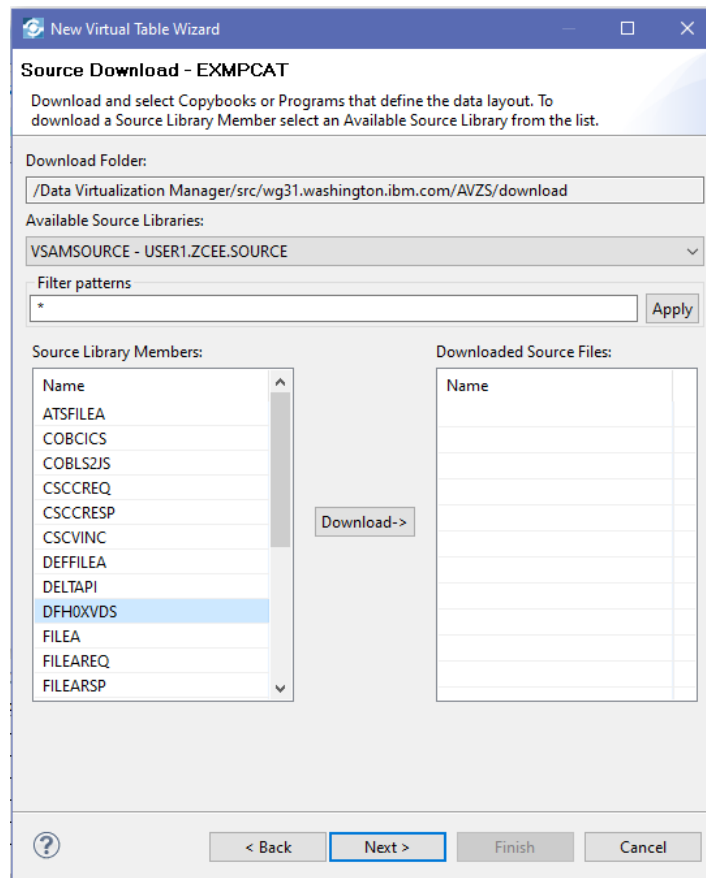 New Virtual Table Wizard
Source Download - EXMPCAT
Download and select Copybooks or Programs that define the data layout. To
download a Source Library Member select an Available Source Library from the list.
Download Folder:
/Data Virtualization Manager/src/wg31.washington.ibm.com/AVZS/download
Available Source Libraries:
VSAMSOURCE - USER1.ZCEE.SOURCE
Filter patterns
*
Apply
Source Library Members:
Name
ATSFILEA
COBCICS
COBLS2JS
CSCCREQ
CSCCRESP
CSCVINC
DEFFILEA
DELTAPI
DFH0XVDS
FILEA
FILEAREQ
FILEARSP
Download->
Downloaded Source Files:
Name
?
< Back
Next >
Finish
Cancel